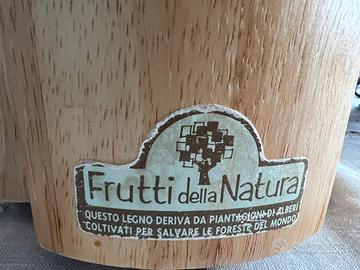 Frutti della Natura
QUESTO LEGNO DERIVA DA PIANTAGIONI DI ALBERI
COLTIVATI PER SALVARE LE FORESTE DEL MONDO